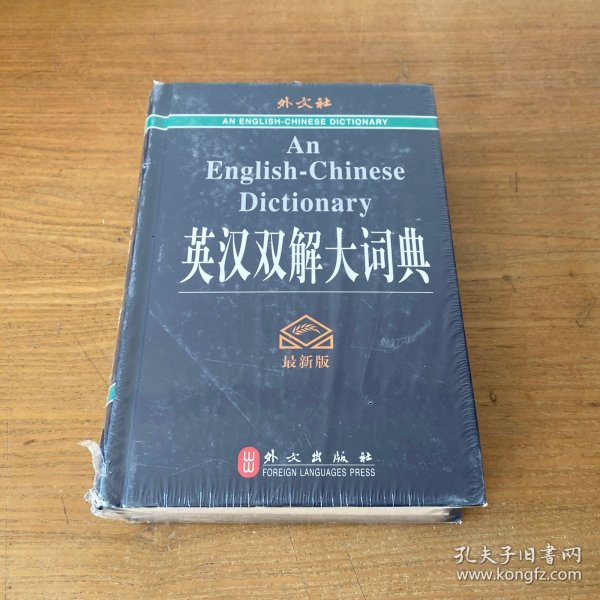 外文社
AN ENGLISH-CHINESE DICTIONARY
An
English-Chinese
Dictionary
英汉双解大词典
最新版
外文出版社
FOREIGN LANGUAGES PRESS
孔夫子旧书网
www.kongfz.com